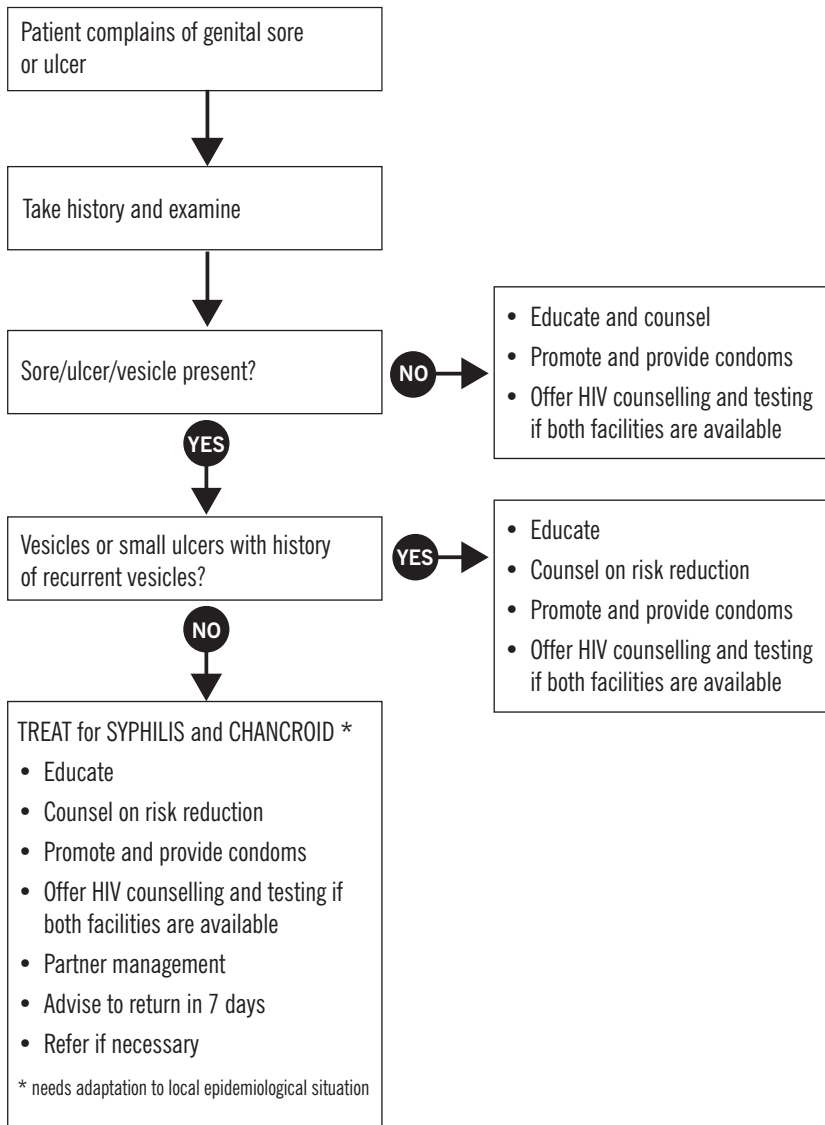 Patient complains of genital sore
or ulcer
Take history and examine
Sore/ulcer/vesicle present?
NO
• Educate and counsel
• Promote and provide condoms
• Offer HIV counselling and testing
if both facilities are available
YES
Vesicles or small ulcers with history
of recurrent vesicles?
YES
• Educate
• Counsel on risk reduction
• Promote and provide condoms
• Offer HIV counselling and testing
if both facilities are available
NO
TREAT for SYPHILIS and CHANCROID *
• Educate
• Counsel on risk reduction
• Promote and provide condoms
• Offer HIV counselling and testing if
both facilities are available
• Partner management
• Advise to return in 7 days
• Refer if necessary
* needs adaptation to local epidemiological situation